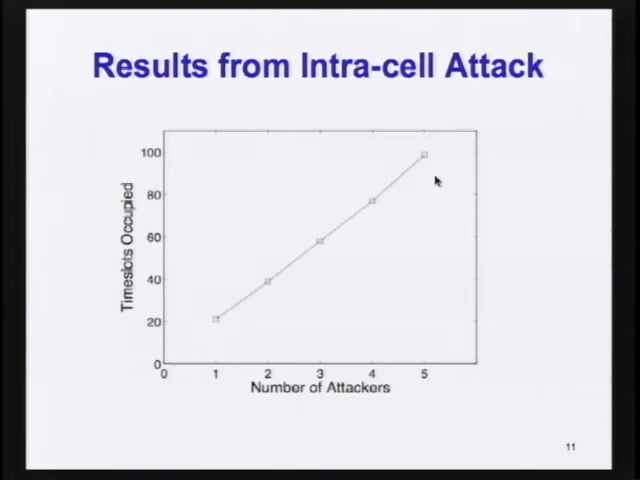 Results from Intra-cell Attack
100
80
60
40
20
0
Timeslots Occupied
0 1 2 3 4 5
Number of Attackers
11